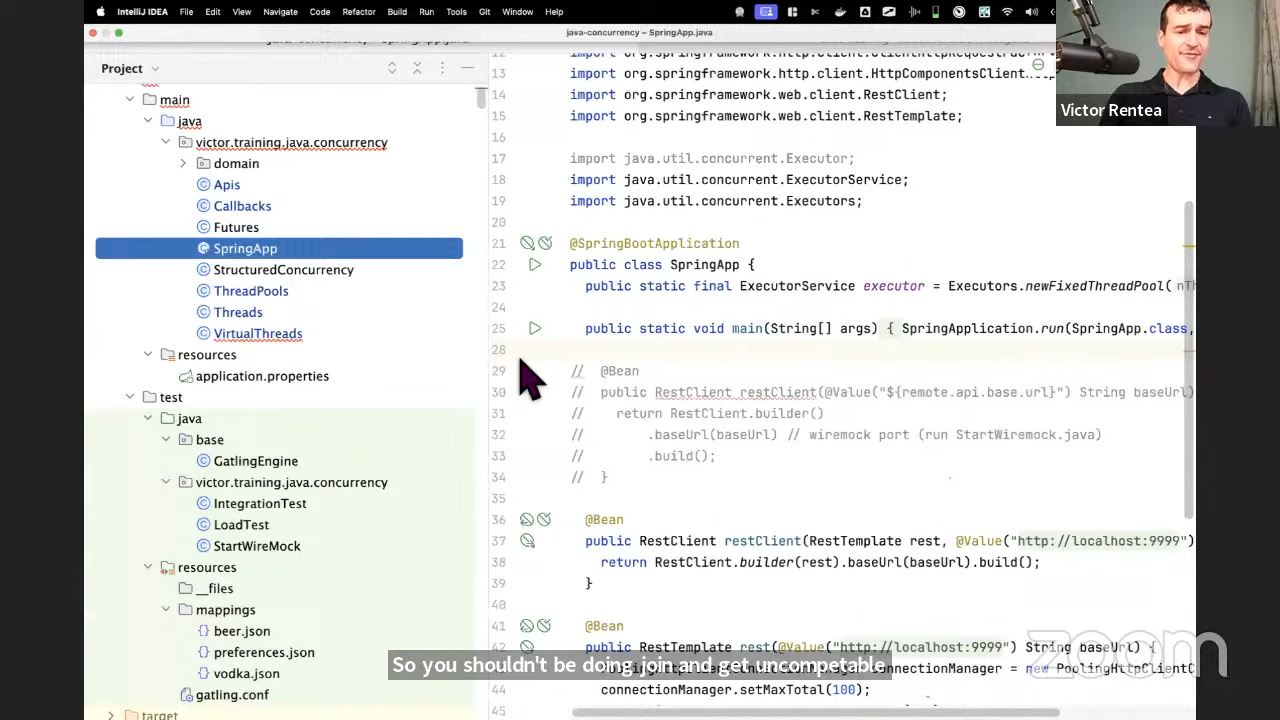 IntelliJ IDEA File Edit View Navigate Code Refactor Build Run Tools Git Window Help
java-concurrency – SpringApp.java
Victor Rentea
Project
main
java
victor.training.java.concurrency
domain
Apis
Callbacks
Futures
SpringApp
StructuredConcurrency
ThreadPools
Threads
VirtualThreads
resources
application.properties
test
java
base
GatlingEngine
victor.training.java.concurrency
IntegrationTest
LoadTest
StartWireMock
resources
__files
mappings
beer.json
preferences.json
vodka.json
gatling.conf
target
12
13 import org.springframework.http.client.HttpComponentsClient
14 import org.springframework.web.client.RestClient;
15 import org.springframework.web.client.RestTemplate;
16
17 import java.util.concurrent.Executor;
18 import java.util.concurrent.ExecutorService;
19 import java.util.concurrent.Executors;
20
21 @SpringBootApplication
22 public class SpringApp {
23 public static final ExecutorService executor = Executors.newFixedThreadPool(
24
25 public static void main(String[] args) { SpringApplication.run(SpringApp.class,
28
29 // @Bean
30 // public RestClient restClient(@Value("${remote.api.base.url}") String baseUrl)
31 // return RestClient.builder()
32 // .baseUrl(baseUrl) // wiremock port (run StartWiremock.java)
33 // .build();
34 // }
35
36 @Bean
37 public RestClient restClient(RestTemplate rest, @Value("http://localhost:9999")
38 return RestClient.builder(rest).baseUrl(baseUrl).build();
39 }
40
41 @Bean
42 public RestTemplate rest(@Value("http://localhost:9999") String baseUrl) {
onnectionManager = new PoolingHttpClientC
44 connectionManager.setMaxTotal(100);
45
So you shouldn't be doing join and get uncompetable
zoom